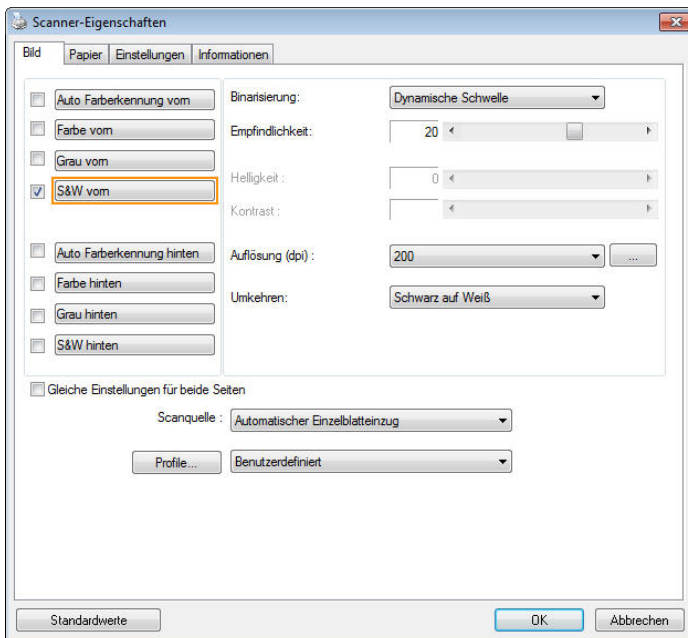 Scanner-Eigenschaften
Bild Papier Einstellungen Informationen
Auto Farberkennung vorn
Farbe vorn
Grau vorn
S&W vorn
Auto Farberkennung hinten
Farbe hinten
Grau hinten
S&W hinten
Binarisierung: Dynamische Schwelle
Empfindlichkeit: 20
Helligkeit : 0
Kontrast :
Auflösung (dpi) : 200 ...
Umkehren: Schwarz auf Weiß
Gleiche Einstellungen für beide Seiten
Scanquelle : Automatischer Einzelblatteinzug
Profile... Benutzerdefiniert
Standardwerte OK Abbrechen